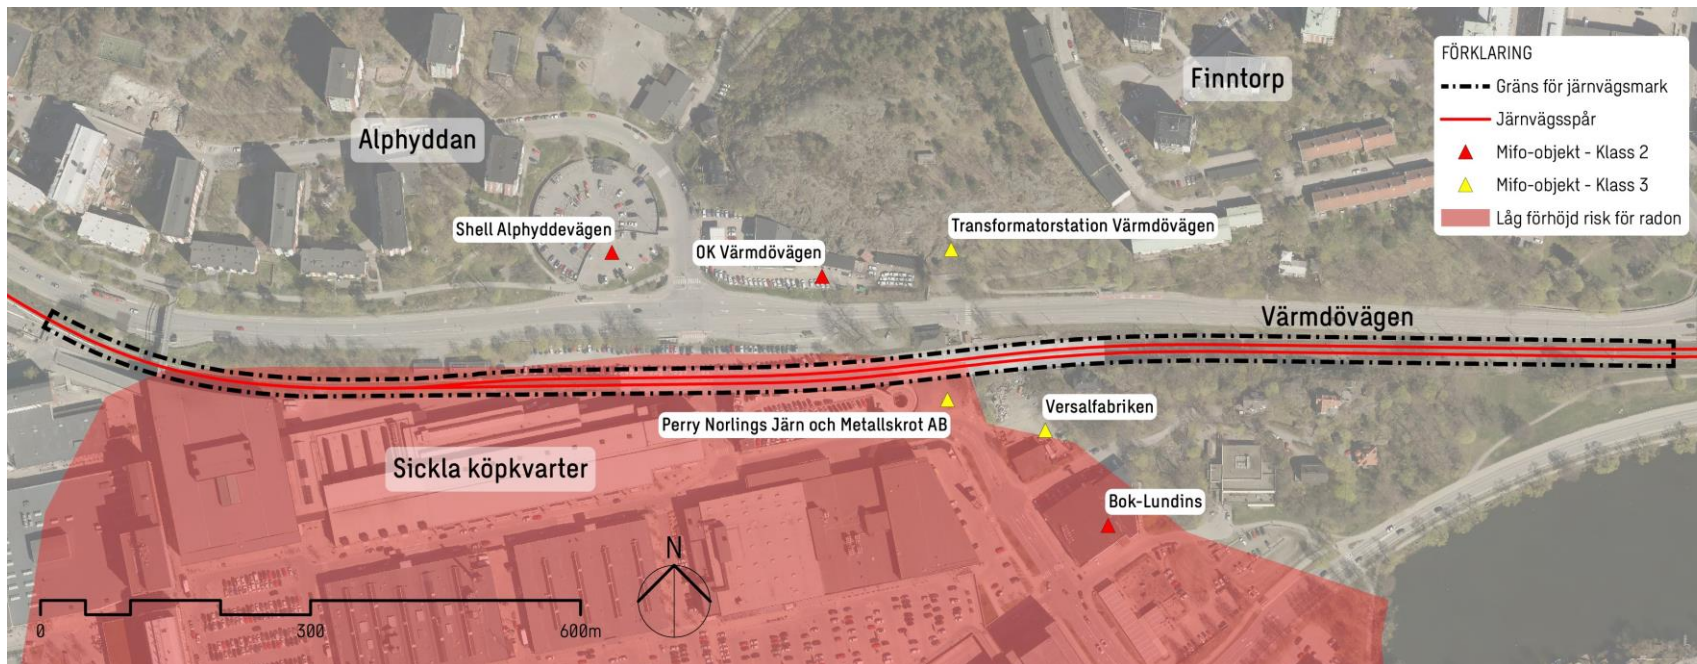 Finntorp
Alphyddan
FÖRKLARING
Gräns för järnvägsmark
Järnvägsspår
Mifo-objekt - Klass 2
Mifo-objekt - Klass 3
Låg förhöjd risk för radon
Shell Alphyddevägen
OK Värmdövägen
Transformatorstation Värmdövägen
Värmdövägen
Perry Norlings Järn och Metallskrot AB
Versalfabriken
Sickla köpkvarter
Bok-Lundins
N
0
300
600m